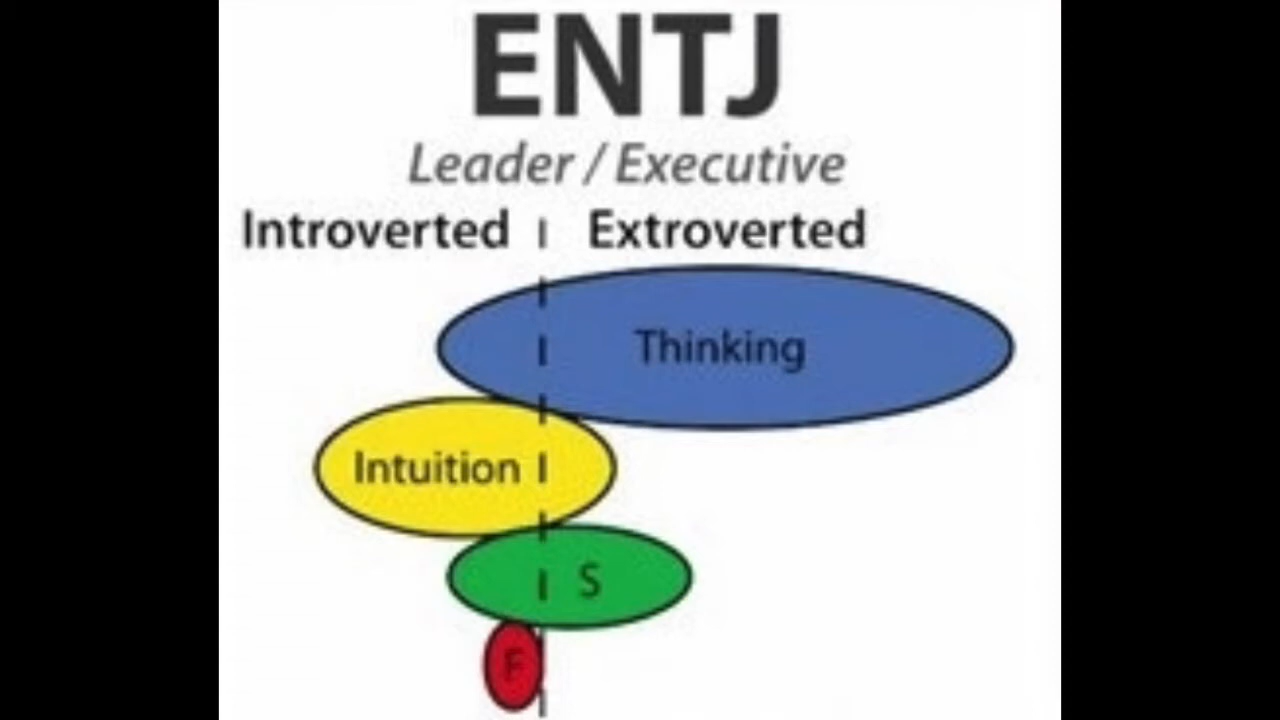 ENTJ
Leader / Executive
Introverted Extroverted
Thinking
Intuition
S
F